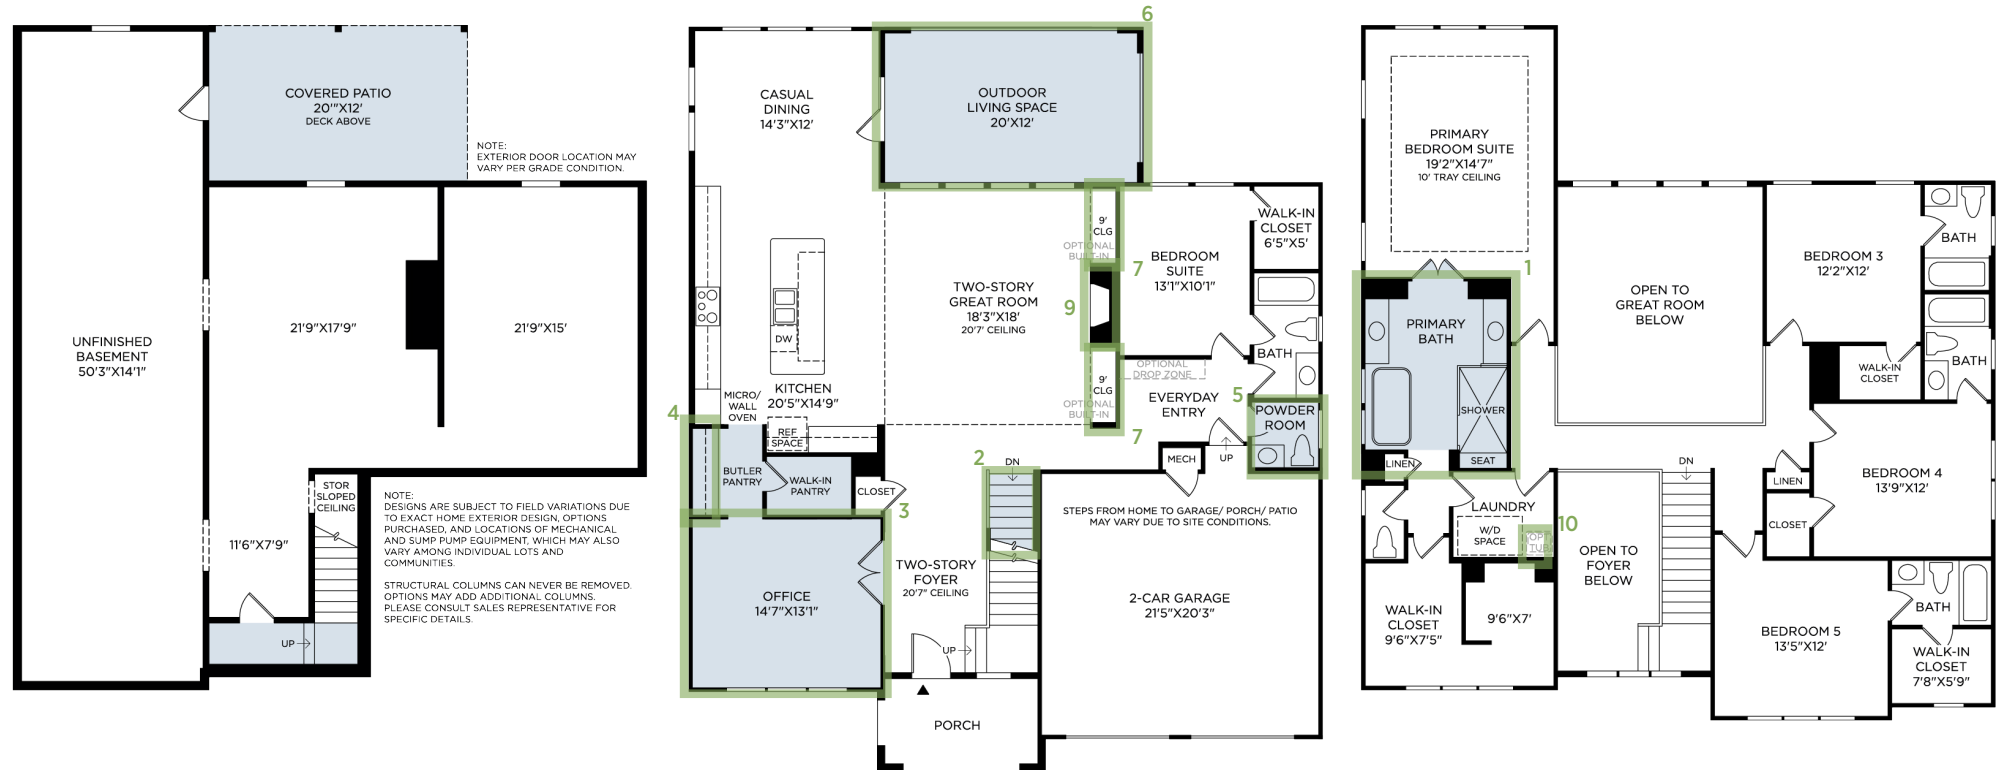 COVERED PATIO
20'"X12'
DECK ABOVE
NOTE:
EXTERIOR DOOR LOCATION MAY
VARY PER GRADE CONDITION.
UNFINISHED
BASEMENT
50'3"X14'1"
21'9"X17'9"
21'9"X15'
STOR
SLOPED
CEILING
11'6"X7'9"
UP
NOTE:
DESIGNS ARE SUBJECT TO FIELD VARIATIONS DUE
TO EXACT HOME EXTERIOR DESIGN, OPTIONS
PURCHASED, AND LOCATIONS OF MECHANICAL
AND SUMP PUMP EQUIPMENT, WHICH MAY ALSO
VARY AMONG INDIVIDUAL LOTS AND
COMMUNITIES.
STRUCTURAL COLUMNS CAN NEVER BE REMOVED.
OPTIONS MAY ADD ADDITIONAL COLUMNS.
PLEASE CONSULT SALES REPRESENTATIVE FOR
SPECIFIC DETAILS.
6
CASUAL
DINING
14'3"X12'
OUTDOOR
LIVING SPACE
20'X12'
9'
CLG
OPTIONAL
BUILT-IN
7
WALK-IN
CLOSET
6'5"X5'
BEDROOM
SUITE
13'1"X10'1"
TWO-STORY
GREAT ROOM
18'3"X18'
20'7' CEILING
9
DW
BATH
OPTIONAL
DROP ZONE
KITCHEN
20'5"X14'9"
MICRO/
WALL
OVEN
9'
CLG
OPTIONAL
BUILT-IN
7
EVERYDAY
ENTRY
5
POWDER
ROOM
4
REF
SPACE
BUTLER
PANTRY
WALK-IN
PANTRY
CLOSET
3
2
DN
MECH
UP
STEPS FROM HOME TO GARAGE/ PORCH/ PATIO
MAY VARY DUE TO SITE CONDITIONS.
OFFICE
14'7"X13'1"
TWO-STORY
FOYER
20'7" CEILING
UP
2-CAR GARAGE
21'5"X20'3"
PORCH
PRIMARY
BEDROOM SUITE
19'2"X14'7"
10' TRAY CEILING
1
PRIMARY
BATH
SHOWER
SEAT
LINEN
OPEN TO
GREAT ROOM
BELOW
BEDROOM 3
12'2"X12'
BATH
BATH
WALK-IN
CLOSET
BEDROOM 4
13'9"X12'
LINEN
CLOSET
DN
LAUNDRY
W/D
SPACE
10
OPT
TUB
OPEN TO
FOYER
BELOW
WALK-IN
CLOSET
9'6"X7'5"
9'6"X7'
BEDROOM 5
13'5"X12'
BATH
WALK-IN
CLOSET
7'8"X5'9"